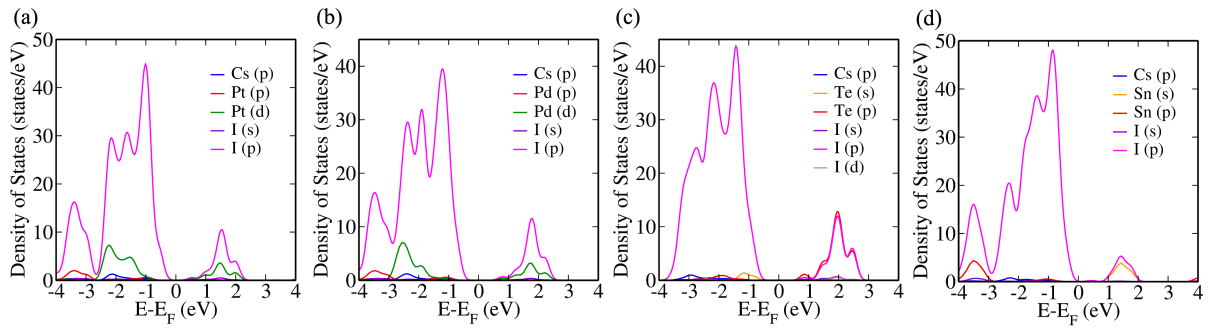 (a)
Density of States (states/eV)
50
40
30
20
10
0
-4 -3 -2 -1 0 1 2 3 4
E-E_F (eV)
Cs (p)
Pt (p)
Pt (d)
I (s)
I (p)
(b)
Density of States (states/eV)
40
30
20
10
0
-4 -3 -2 -1 0 1 2 3 4
E-E_F (eV)
Cs (p)
Pd (p)
Pd (d)
I (s)
I (p)
(c)
Density of States (states/eV)
40
30
20
10
0
-4 -3 -2 -1 0 1 2 3 4
E-E_F (eV)
Cs (p)
Te (s)
Te (p)
I (s)
I (p)
I (d)
(d)
Density of States (states/eV)
50
40
30
20
10
0
-4 -3 -2 -1 0 1 2 3 4
E-E_F (eV)
Cs (p)
Sn (s)
Sn (p)
I (s)
I (p)